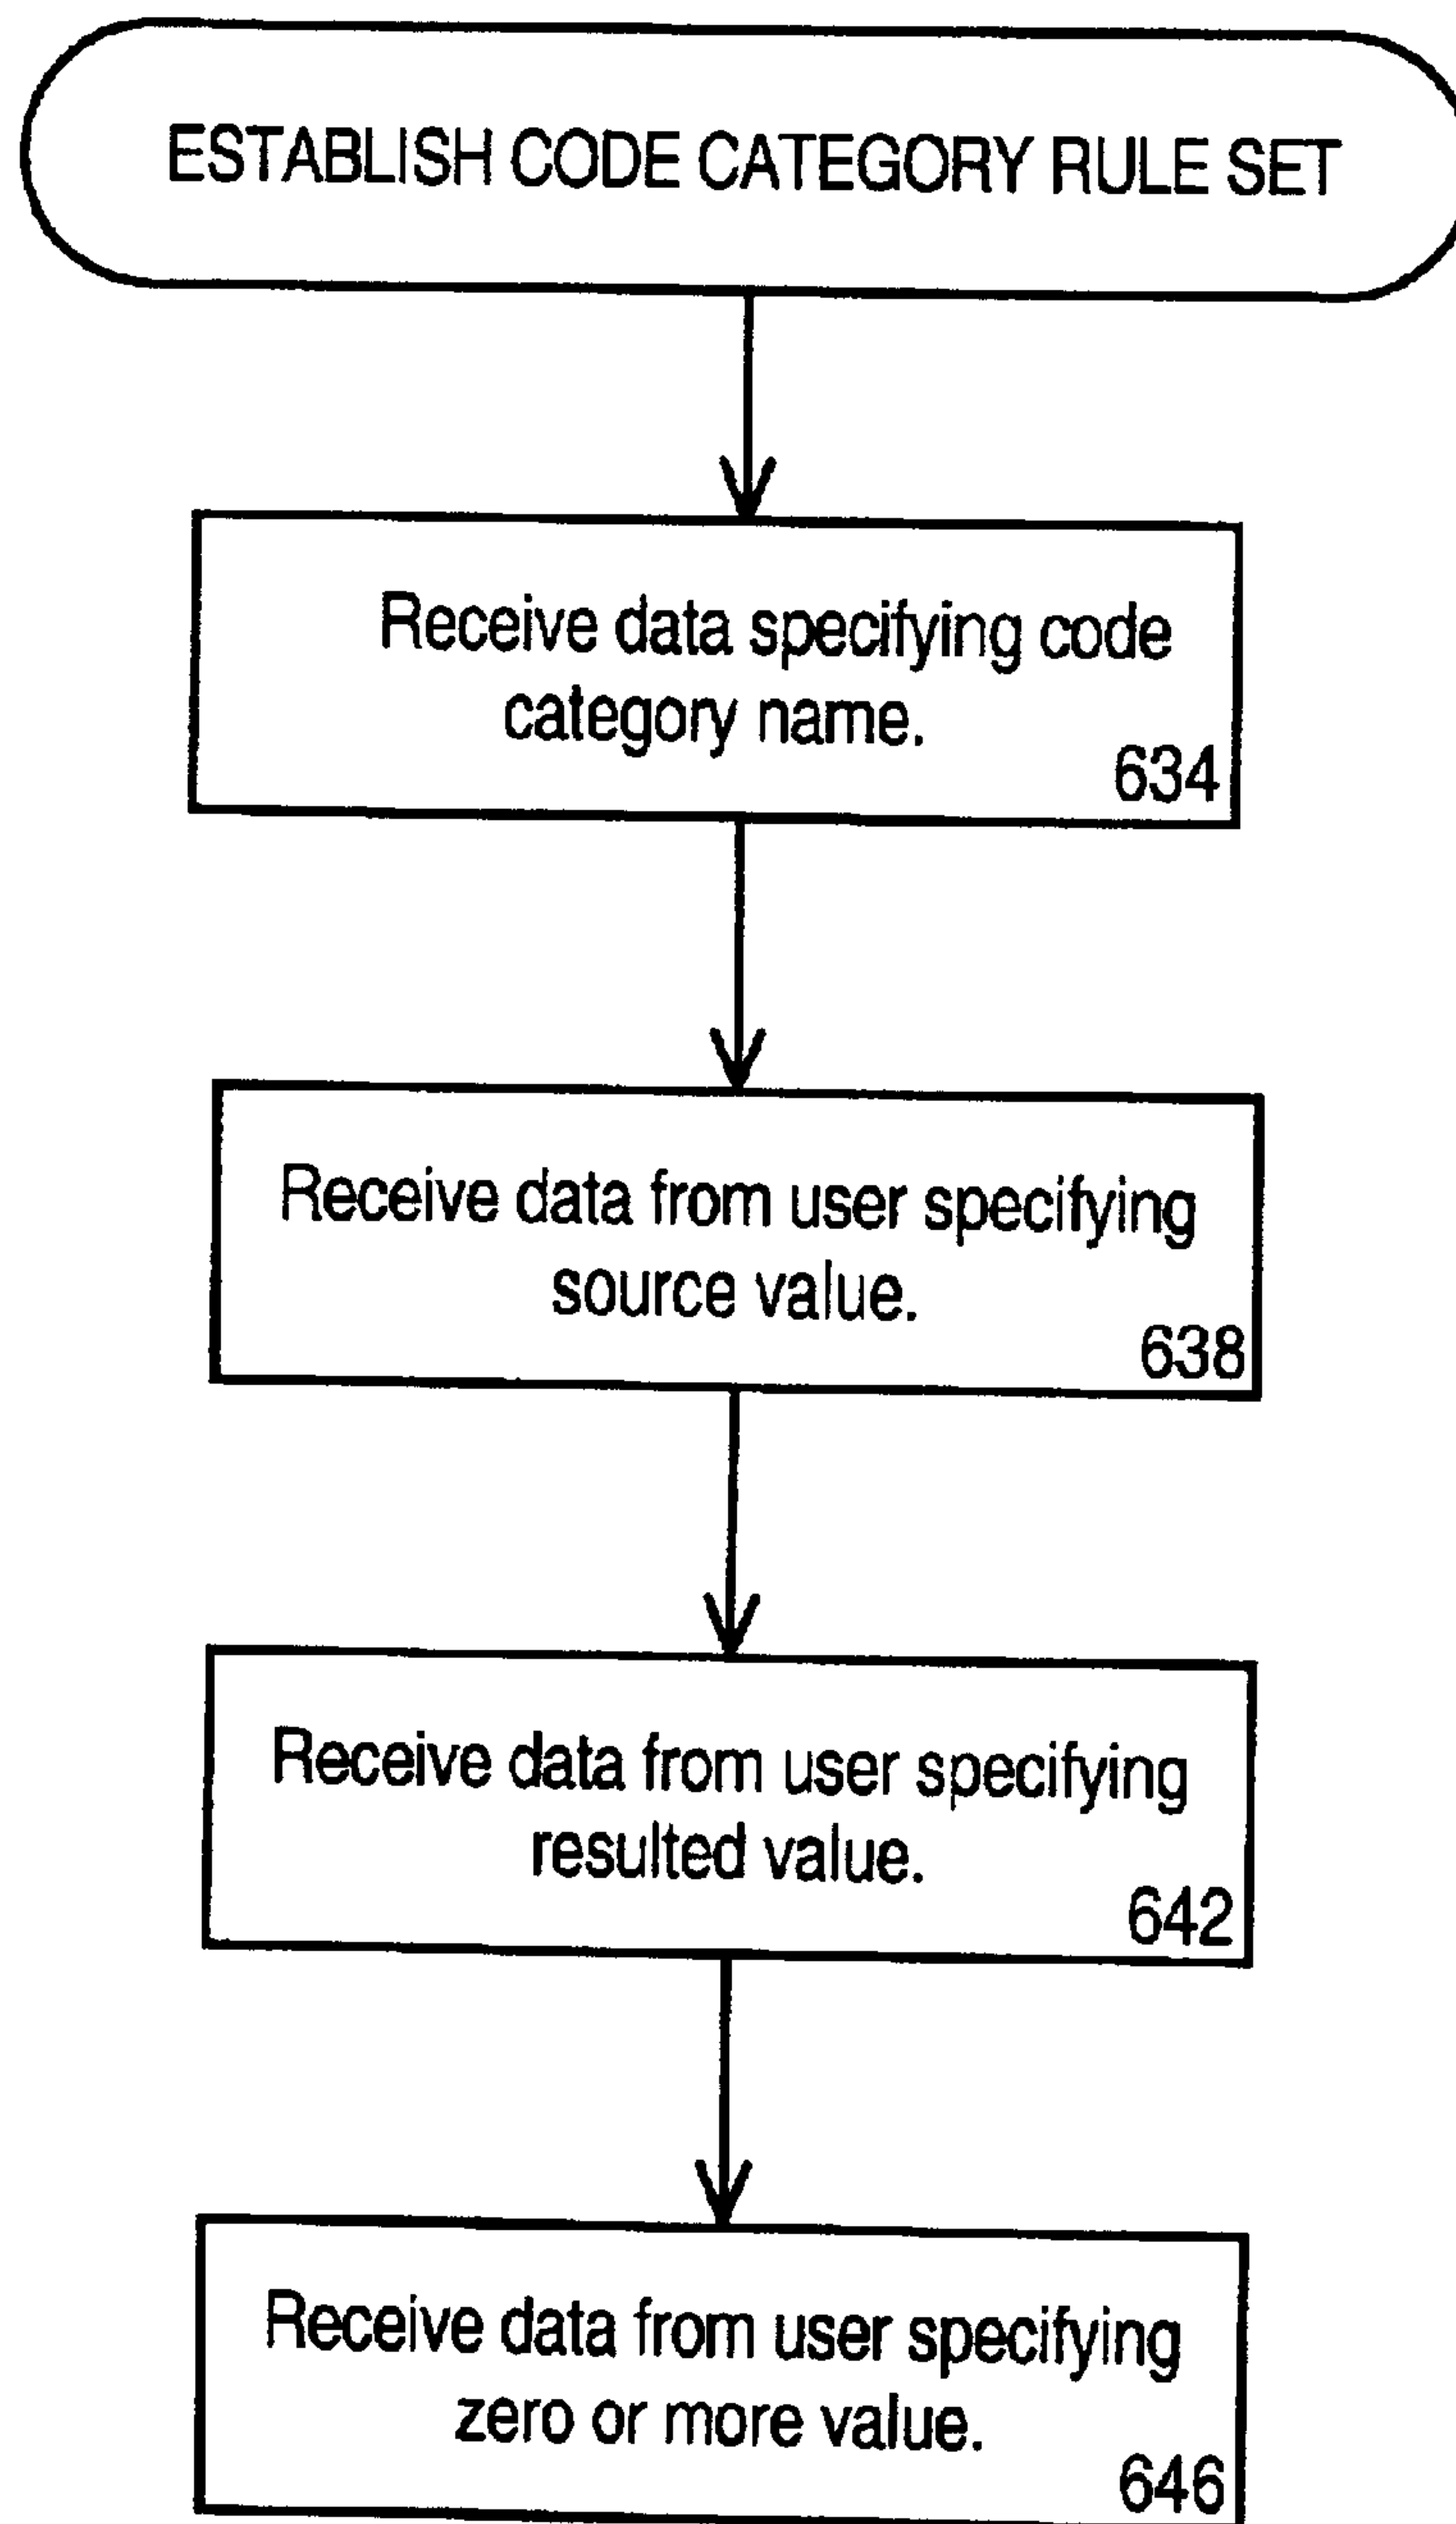 ESTABLISH CODE CATEGORY RULE SET
Receive data specifying code
category name.
634
Receive data from user specifying
source value.
638
Receive data from user specifying
resulted value.
642
Receive data from user specifying
zero or more value.
646